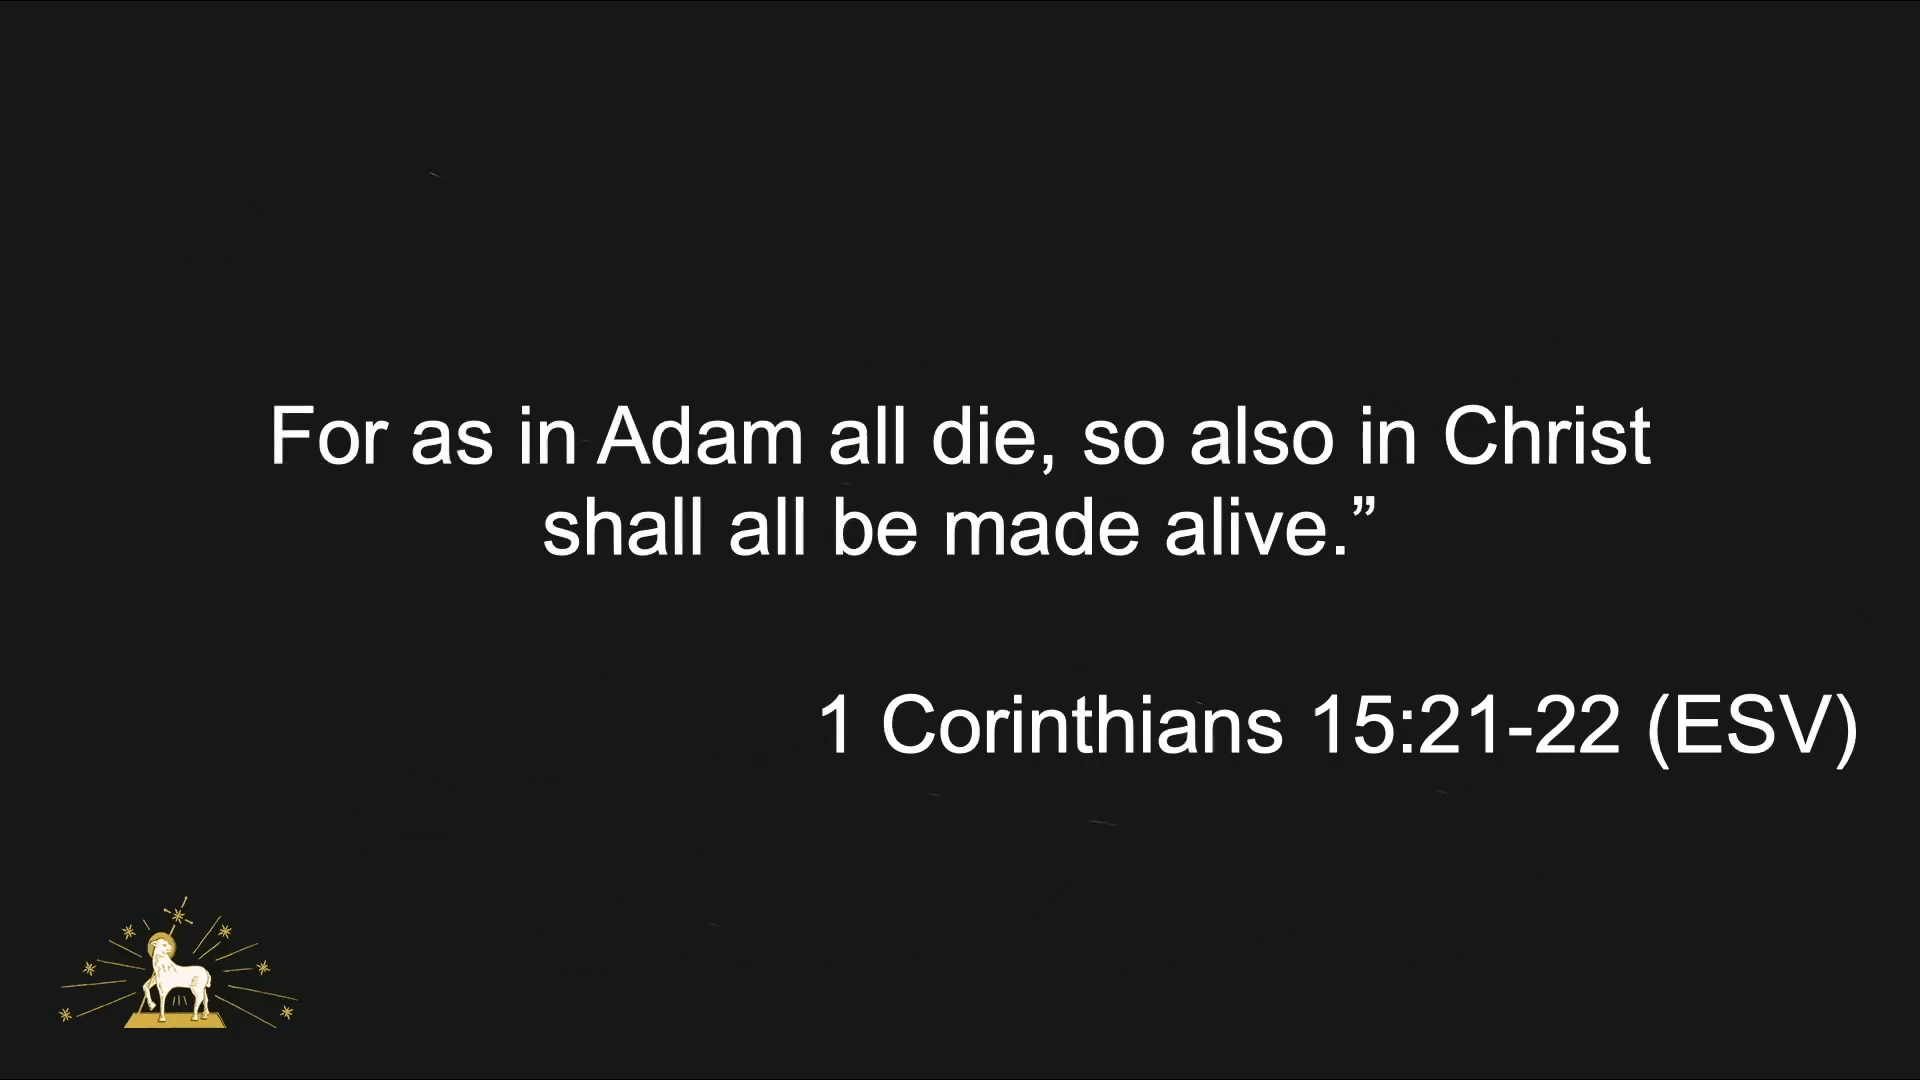 For as in Adam all die, so also in Christ
shall all be made alive.”
1 Corinthians 15:21-22 (ESV)